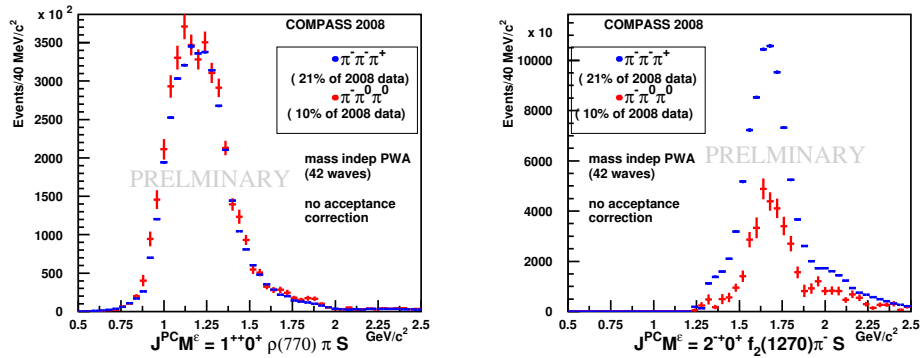 x 10²
COMPASS 2008
Events/40 MeV/c²
3500
3000
2500
2000
1500
1000
500
0
π⁻π⁻π⁺
( 21% of 2008 data)
π⁻π⁰π⁰
( 10% of 2008 data)
mass indep PWA
(42 waves)
PRELMINARY
no acceptance
correction
0.5 0.75 1 1.25 1.5 1.75 2 2.25 2.5
GeV/c²
J^PC M^ε = 1⁺⁺0⁺ ρ(770) π S
x 10²
COMPASS 2008
Events/40 MeV/c²
10000
8000
6000
4000
2000
0
π⁻π⁻π⁺
( 21% of 2008 data)
π⁻π⁰π⁰
( 10% of 2008 data)
PRELMINARY
mass indep PWA
(42 waves)
no acceptance
correction
0.5 0.75 1 1.25 1.5 1.75 2 2.25 2.5
GeV/c²
J^PC M^ε = 2⁻⁺0⁺ f₂(1270)π⁻ S